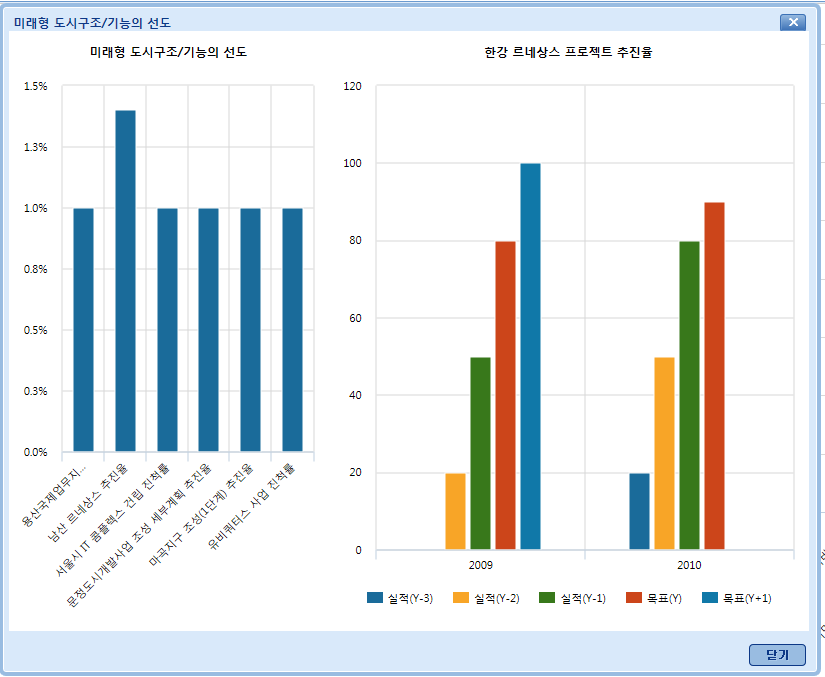 미래형 도시구조/기능의 선도
미래형 도시구조/기능의 선도
1.5%
1.3%
1.0%
0.8%
0.5%
0.3%
0.0%
용산국제업무지...
남산 르네상스 추진율
서울시 IT 콤플렉스 건립 진척률
문정도시개발사업 조성 세부계획 추진율
마곡지구 조성(1단계) 추진율
유비쿼터스 사업 진척률
한강 르네상스 프로젝트 추진율
120
100
80
60
40
20
0
2009
2010
실적(Y-3)
실적(Y-2)
실적(Y-1)
목표(Y)
목표(Y+1)
닫기